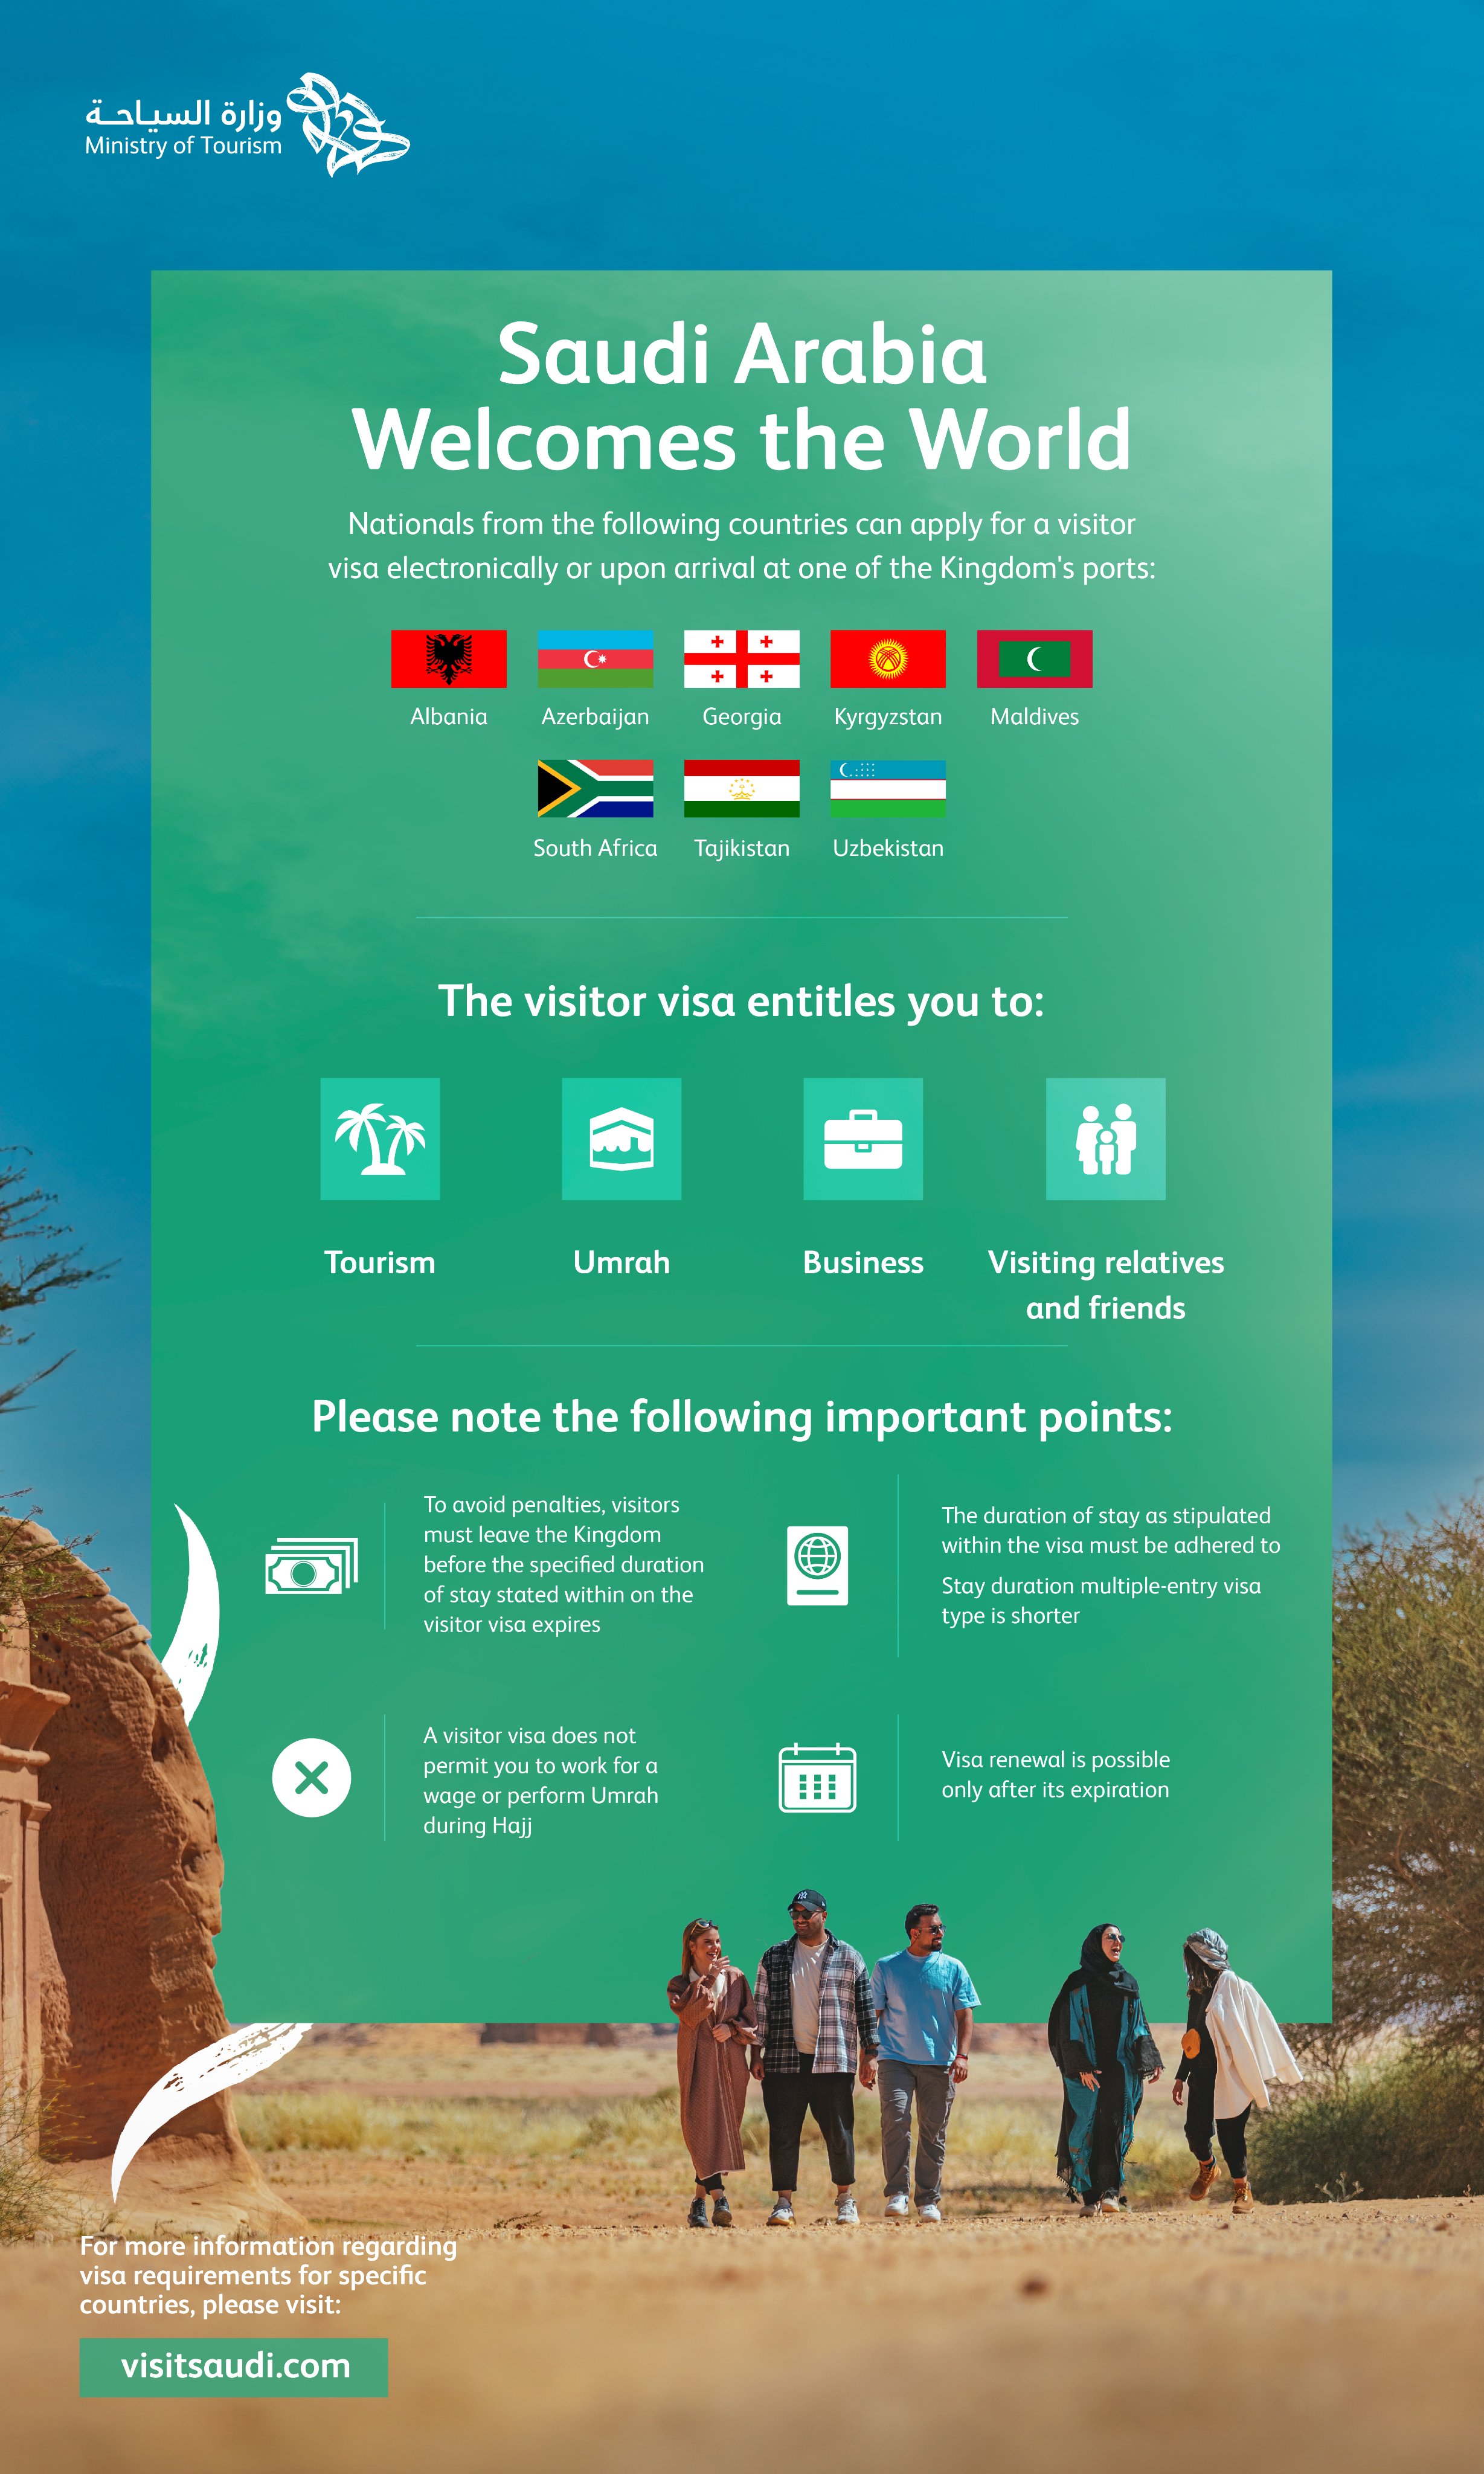 وزارة السياحة
Ministry of Tourism
Saudi Arabia
Welcomes the World
Nationals from the following countries can apply for a visitor
visa electronically or upon arrival at one of the Kingdom's ports:
Albania
Azerbaijan
Georgia
Kyrgyzstan
Maldives
South Africa
Tajikistan
Uzbekistan
The visitor visa entitles you to:
Tourism
Umrah
Business
Visiting relatives
and friends
Please note the following important points:
To avoid penalties, visitors
must leave the Kingdom
before the specified duration
of stay stated within on the
visitor visa expires
The duration of stay as stipulated
within the visa must be adhered to
Stay duration multiple-entry visa
type is shorter
A visitor visa does not
permit you to work for a
wage or perform Umrah
during Hajj
Visa renewal is possible
only after its expiration
For more information regarding
visa requirements for specific
countries, please visit:
visitsaudi.com